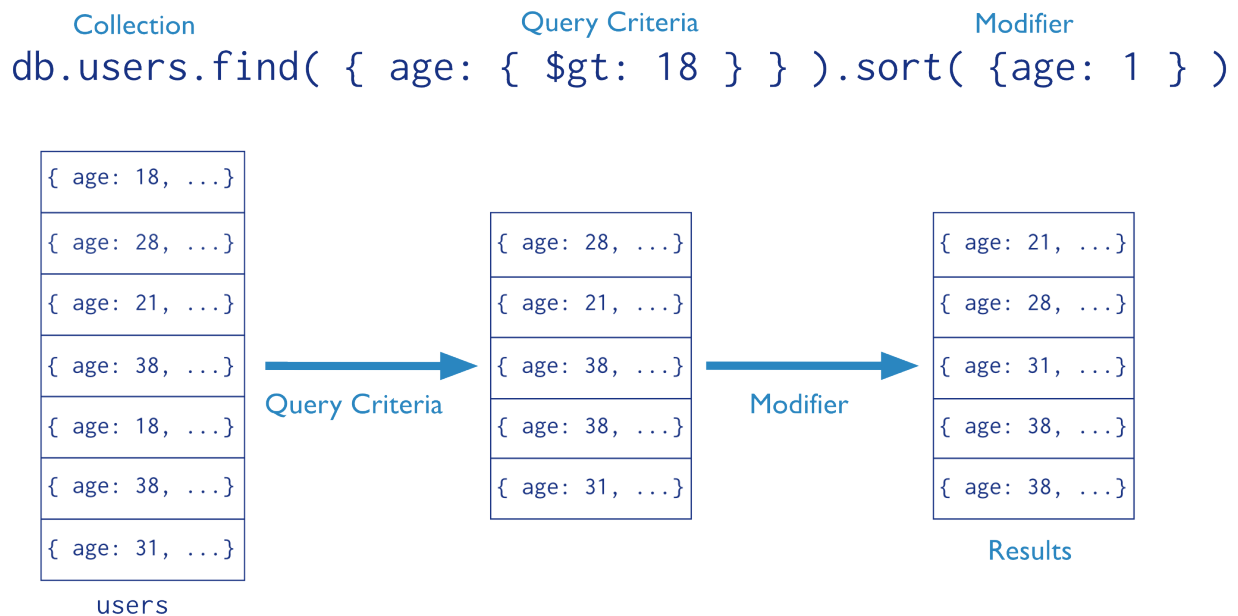 Collection
Query Criteria
Modifier
db.users.find( { age: { $gt: 18 } } ).sort( {age: 1 } )
{ age: 18, ...}
{ age: 28, ...}
{ age: 21, ...}
{ age: 38, ...}
{ age: 18, ...}
{ age: 38, ...}
{ age: 31, ...}
users
Query Criteria
{ age: 28, ...}
{ age: 21, ...}
{ age: 38, ...}
{ age: 38, ...}
{ age: 31, ...}
Modifier
{ age: 21, ...}
{ age: 28, ...}
{ age: 31, ...}
{ age: 38, ...}
{ age: 38, ...}
Results